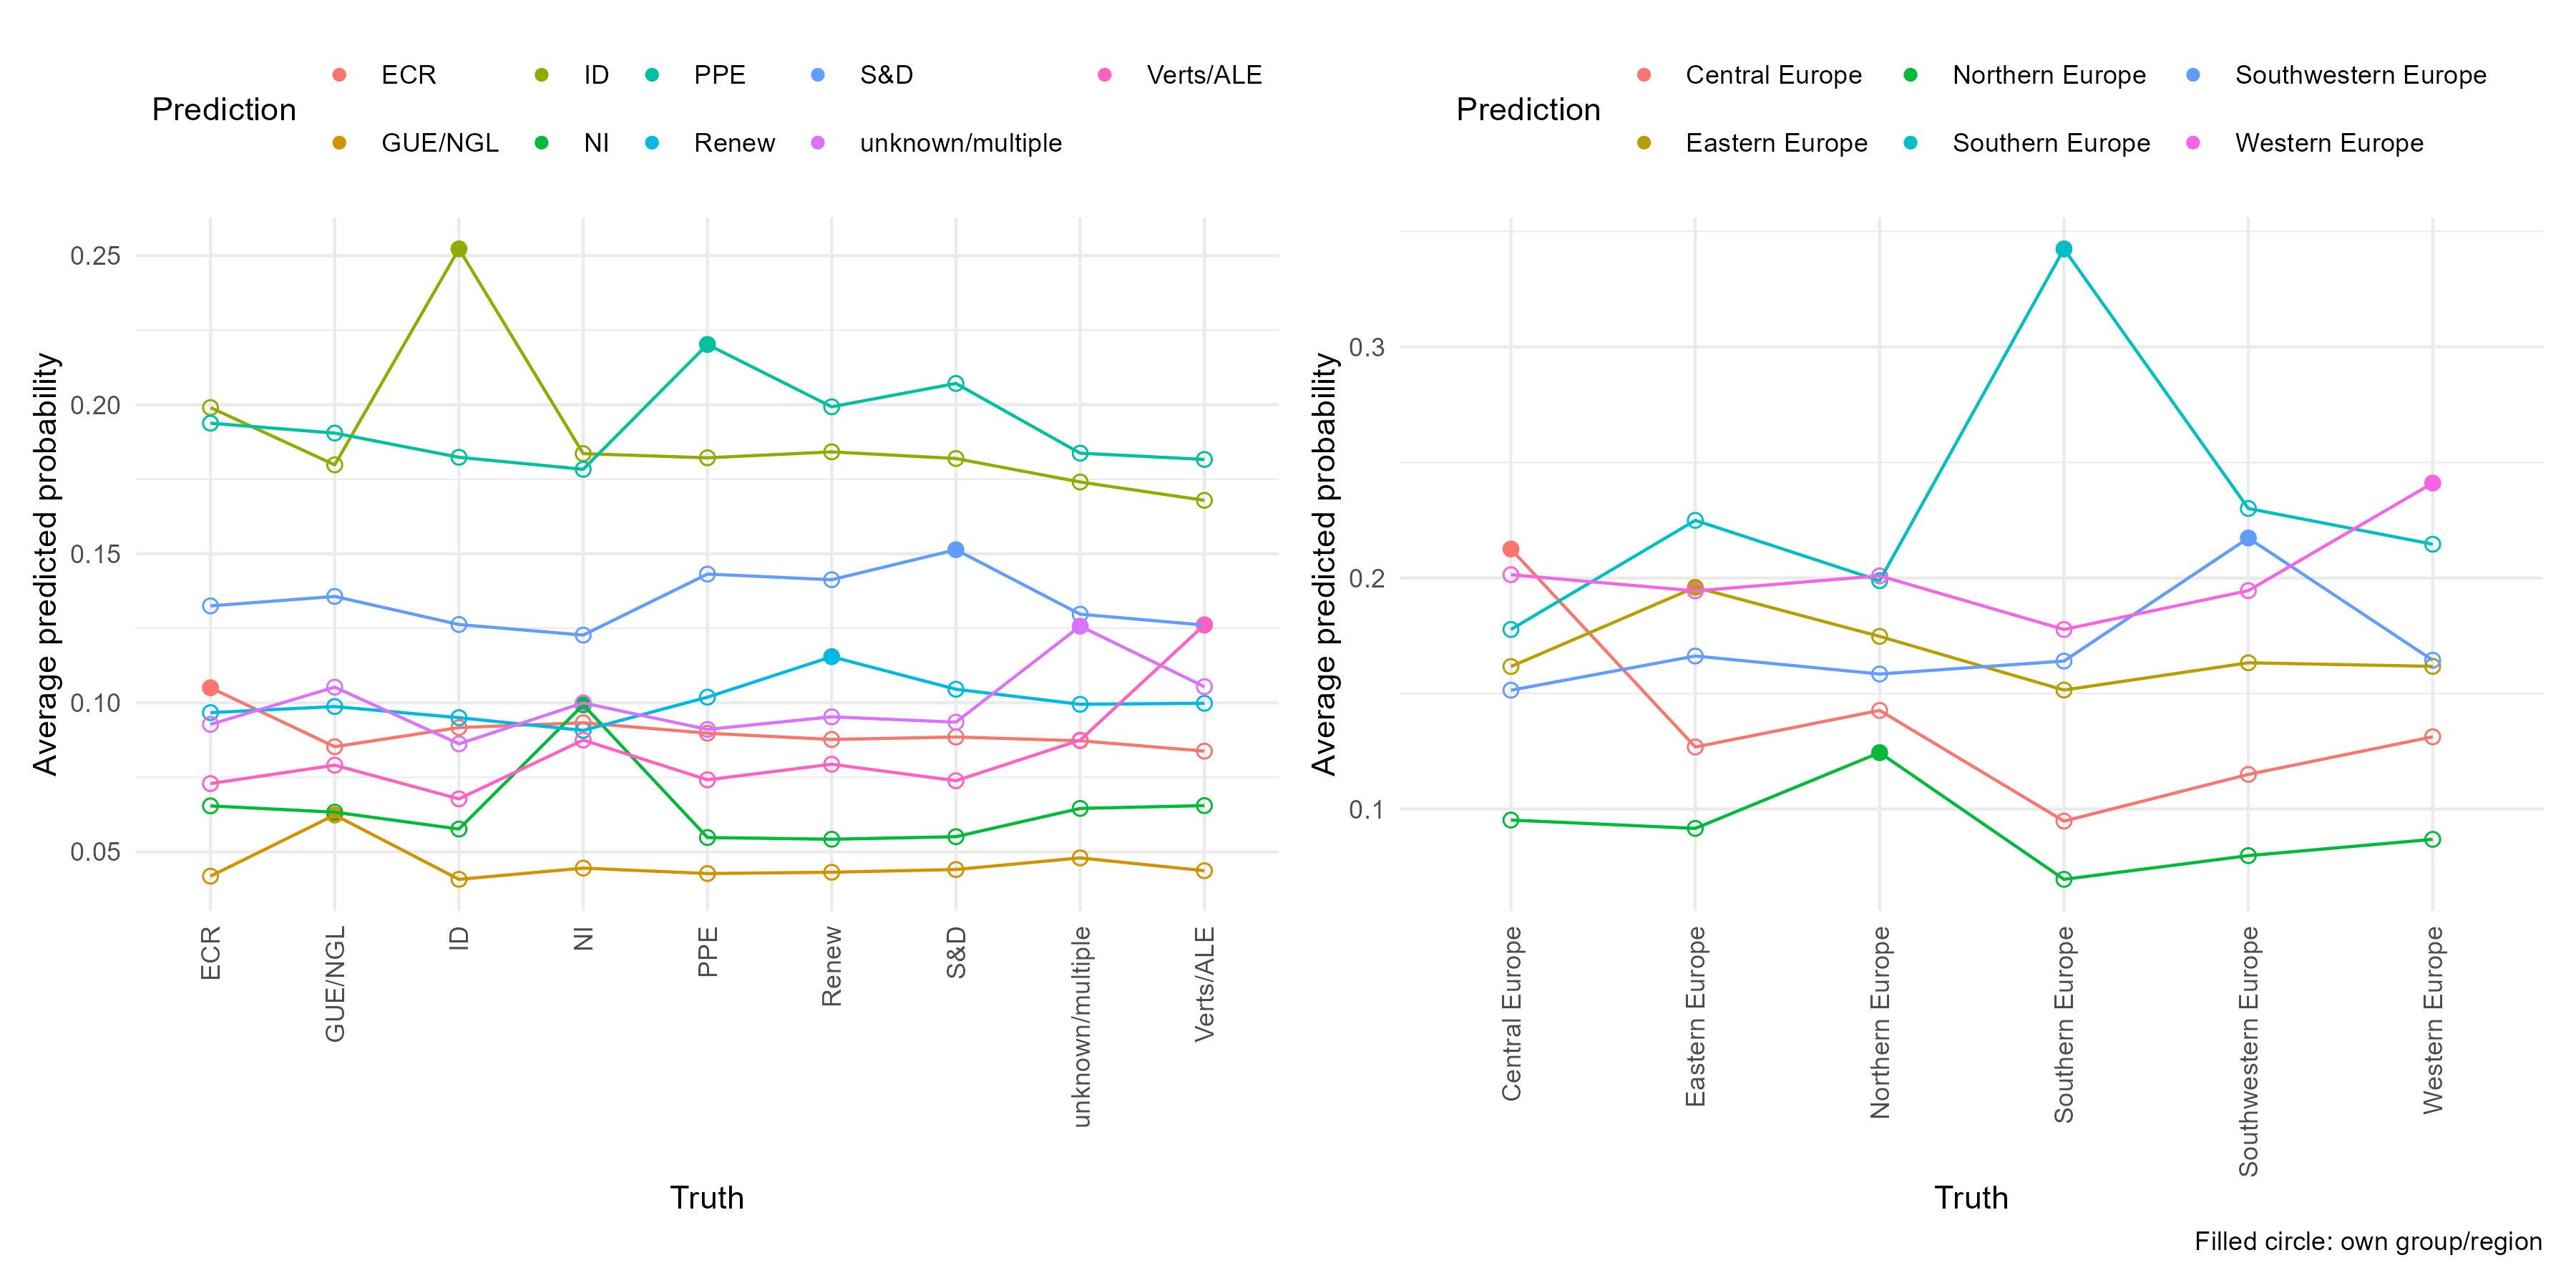 Prediction
ECR
ID
PPE
S&D
Verts/ALE
GUE/NGL
NI
Renew
unknown/multiple
Average predicted probability
0.25
0.20
0.15
0.10
0.05
ECR
GUE/NGL
ID
NI
PPE
Renew
S&D
unknown/multiple
Verts/ALE
Truth
Prediction
Central Europe
Northern Europe
Southwestern Europe
Eastern Europe
Southern Europe
Western Europe
Average predicted probability
0.3
0.2
0.1
Central Europe
Eastern Europe
Northern Europe
Southern Europe
Southwestern Europe
Western Europe
Truth
Filled circle: own group/region